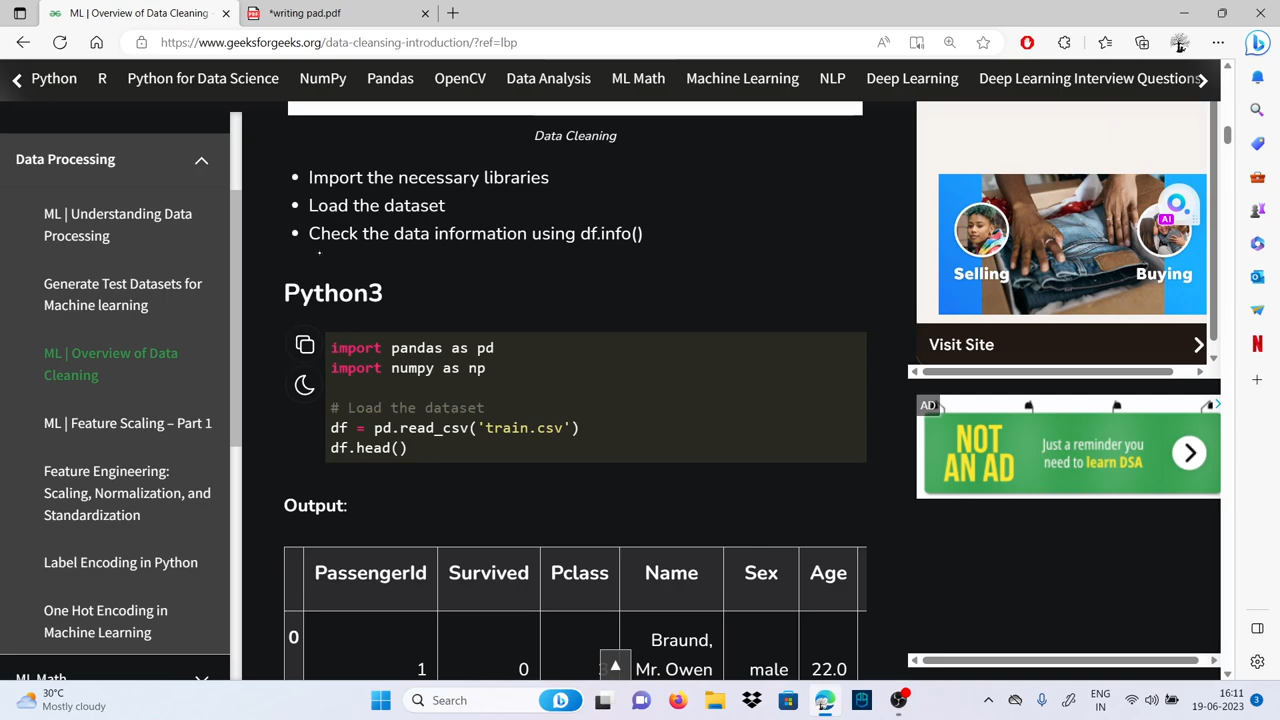 ML | Overview of Data Cleaning
*writing pad.pdf
https://www.geeksforgeeks.org/data-cleansing-introduction/?ref=lbp
Python R Python for Data Science NumPy Pandas OpenCV Data Analysis ML Math Machine Learning NLP Deep Learning Deep Learning Interview Questions
Data Processing
ML | Understanding Data
Processing
Generate Test Datasets for
Machine learning
ML | Overview of Data
Cleaning
ML | Feature Scaling – Part 1
Feature Engineering:
Scaling, Normalization, and
Standardization
Label Encoding in Python
One Hot Encoding in
Machine Learning
ML Math
Data Cleaning
• Import the necessary libraries
• Load the dataset
• Check the data information using df.info()
Python3
import pandas as pd
import numpy as np
# Load the dataset
df = pd.read_csv('train.csv')
df.head()
Output:
PassengerId Survived Pclass Name Sex Age
0 1 0 3 Braund,
Mr. Owen male 22.0
AI
Selling Buying
Visit Site
AD
NOT
AN AD
Just a reminder you
need to learn DSA
30°C
Mostly cloudy
Search
ENG
IN
16:11
19-06-2023
3